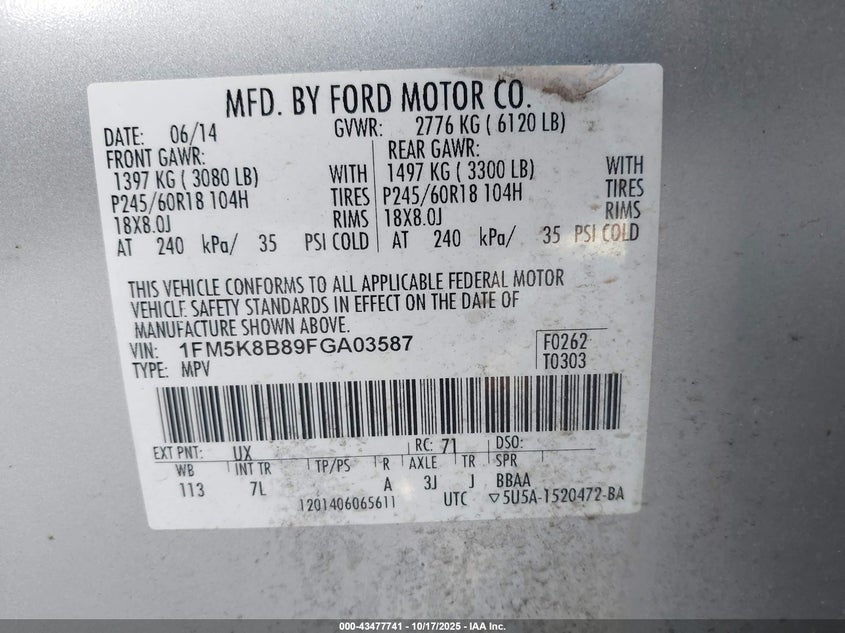 MFD. BY FORD MOTOR CO.
DATE: 06/14 GVWR: 2776 KG ( 6120 LB)
FRONT GAWR: REAR GAWR:
1397 KG ( 3080 LB) WITH 1497 KG ( 3300 LB) WITH
P245/60R18 104H TIRES P245/60R18 104H TIRES
18X8.0J RIMS 18X8.0J RIMS
AT 240 kPa/ 35 PSI COLD AT 240 kPa/ 35 PSI COLD
THIS VEHICLE CONFORMS TO ALL APPLICABLE FEDERAL MOTOR
VEHICLE SAFETY STANDARDS IN EFFECT ON THE DATE OF
MANUFACTURE SHOWN ABOVE.
VIN: 1FM5K8B89FGA03587 F0262
TYPE: MPV T0303
EXT PNT: UX RC: 71 DSO:
WB INT TR TP/PS R AXLE TR SPR
113 7L A 3J J BBAA
1201406065611 UTC ▽5U5A-1520472-BA
000-43477741 | 10/17/2025 | IAA Inc.